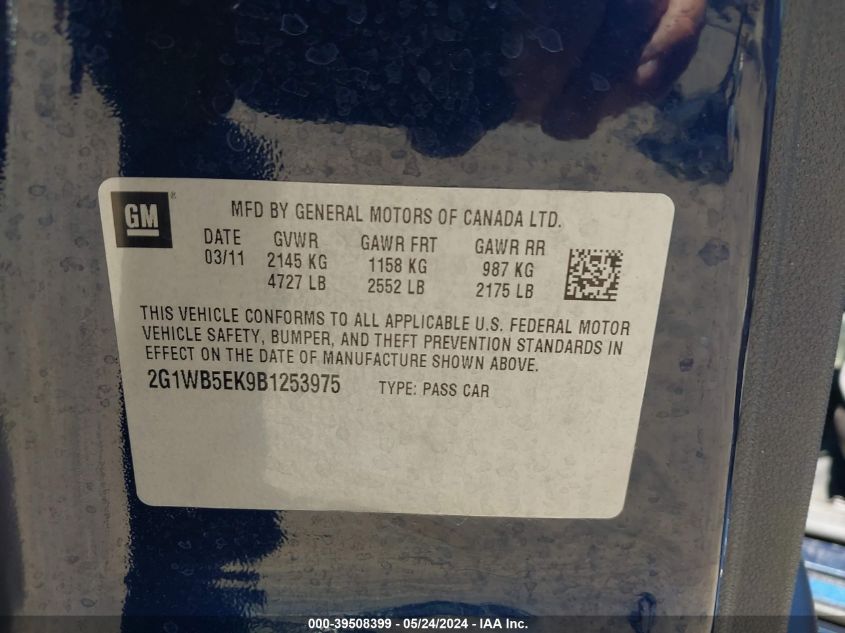 GM ®
MFD BY GENERAL MOTORS OF CANADA LTD.
DATE GVWR GAWR FRT GAWR RR
03/11 2145 KG 1158 KG 987 KG
4727 LB 2552 LB 2175 LB
THIS VEHICLE CONFORMS TO ALL APPLICABLE U.S. FEDERAL MOTOR
VEHICLE SAFETY, BUMPER, AND THEFT PREVENTION STANDARDS IN
EFFECT ON THE DATE OF MANUFACTURE SHOWN ABOVE.
2G1WB5EK9B1253975 TYPE: PASS CAR
000-39508399 - 05/24/2024 - IAA Inc.